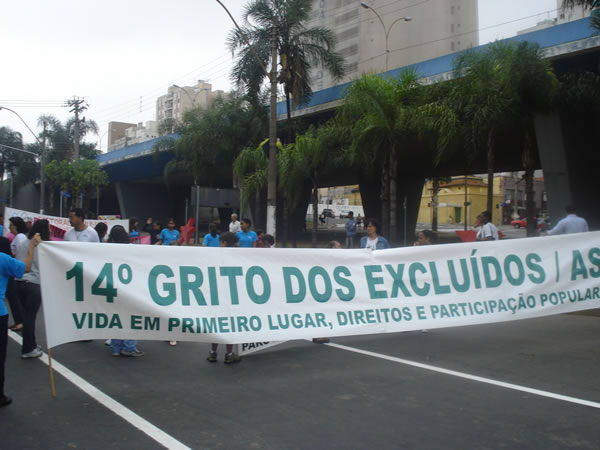 14º GRITO DOS EXCLUÍDOS / AS
VIDA EM PRIMEIRO LUGAR, DIREITOS E PARTICIPAÇÃO POPULAR